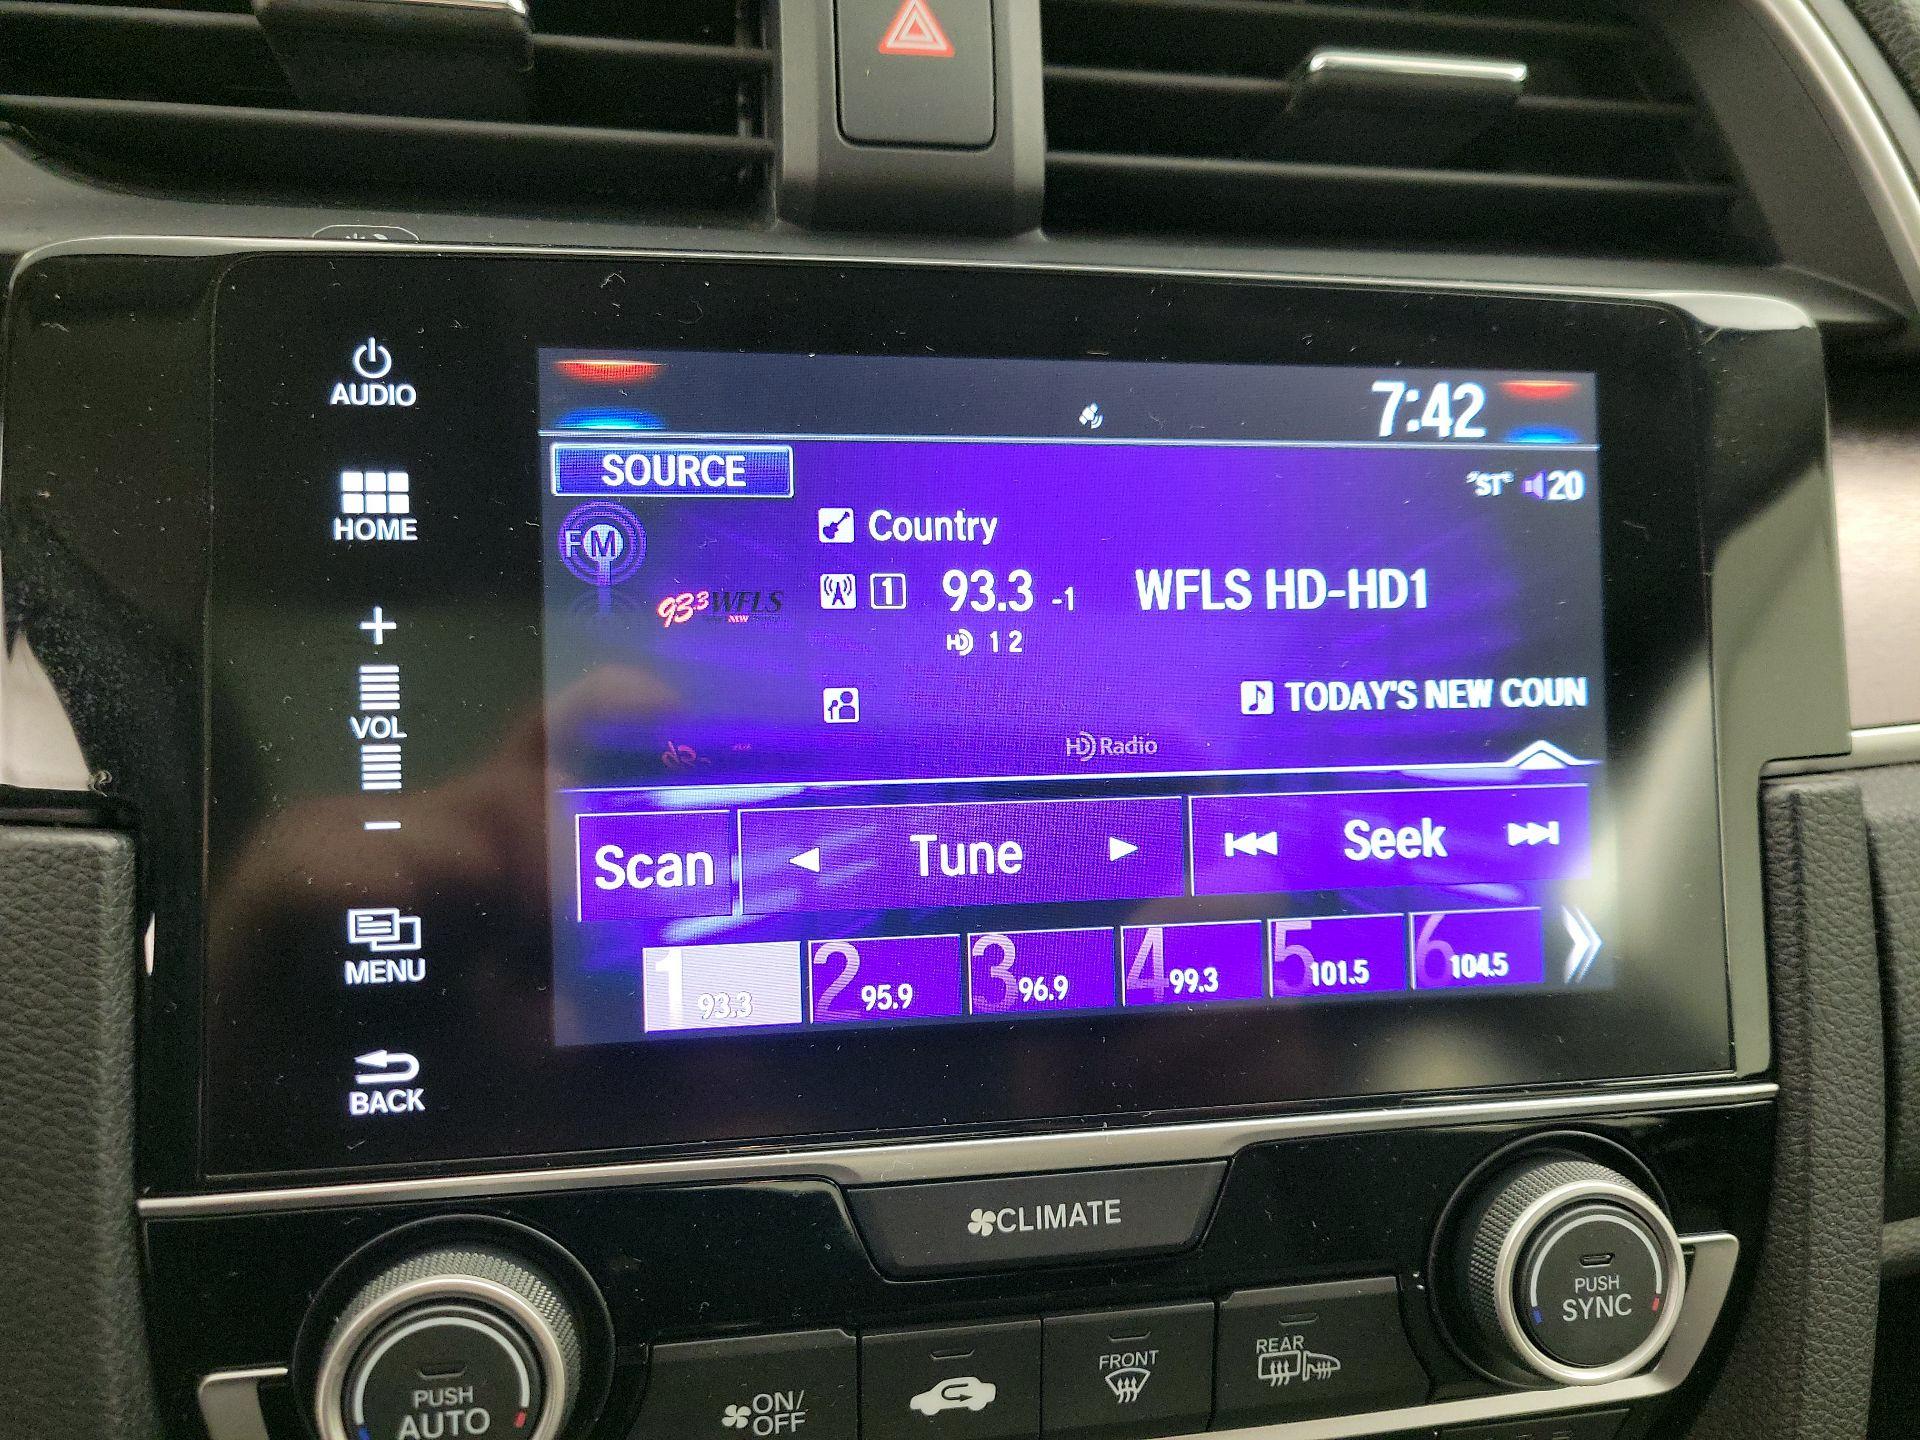 AUDIO
7:42
SOURCE
ST 20
HOME
FM
Country
1 93.3 -1 WFLS HD-HD1
93.3 WFLS
HD 1 2
+
VOL
-
TODAY'S NEW COUN
HD Radio
Scan
Tune
Seek
1 93.3
2 95.9
3 96.9
4 99.3
5 101.5
6 104.5
MENU
BACK
CLIMATE
PUSH
AUTO
ON/
OFF
FRONT
REAR
PUSH
SYNC